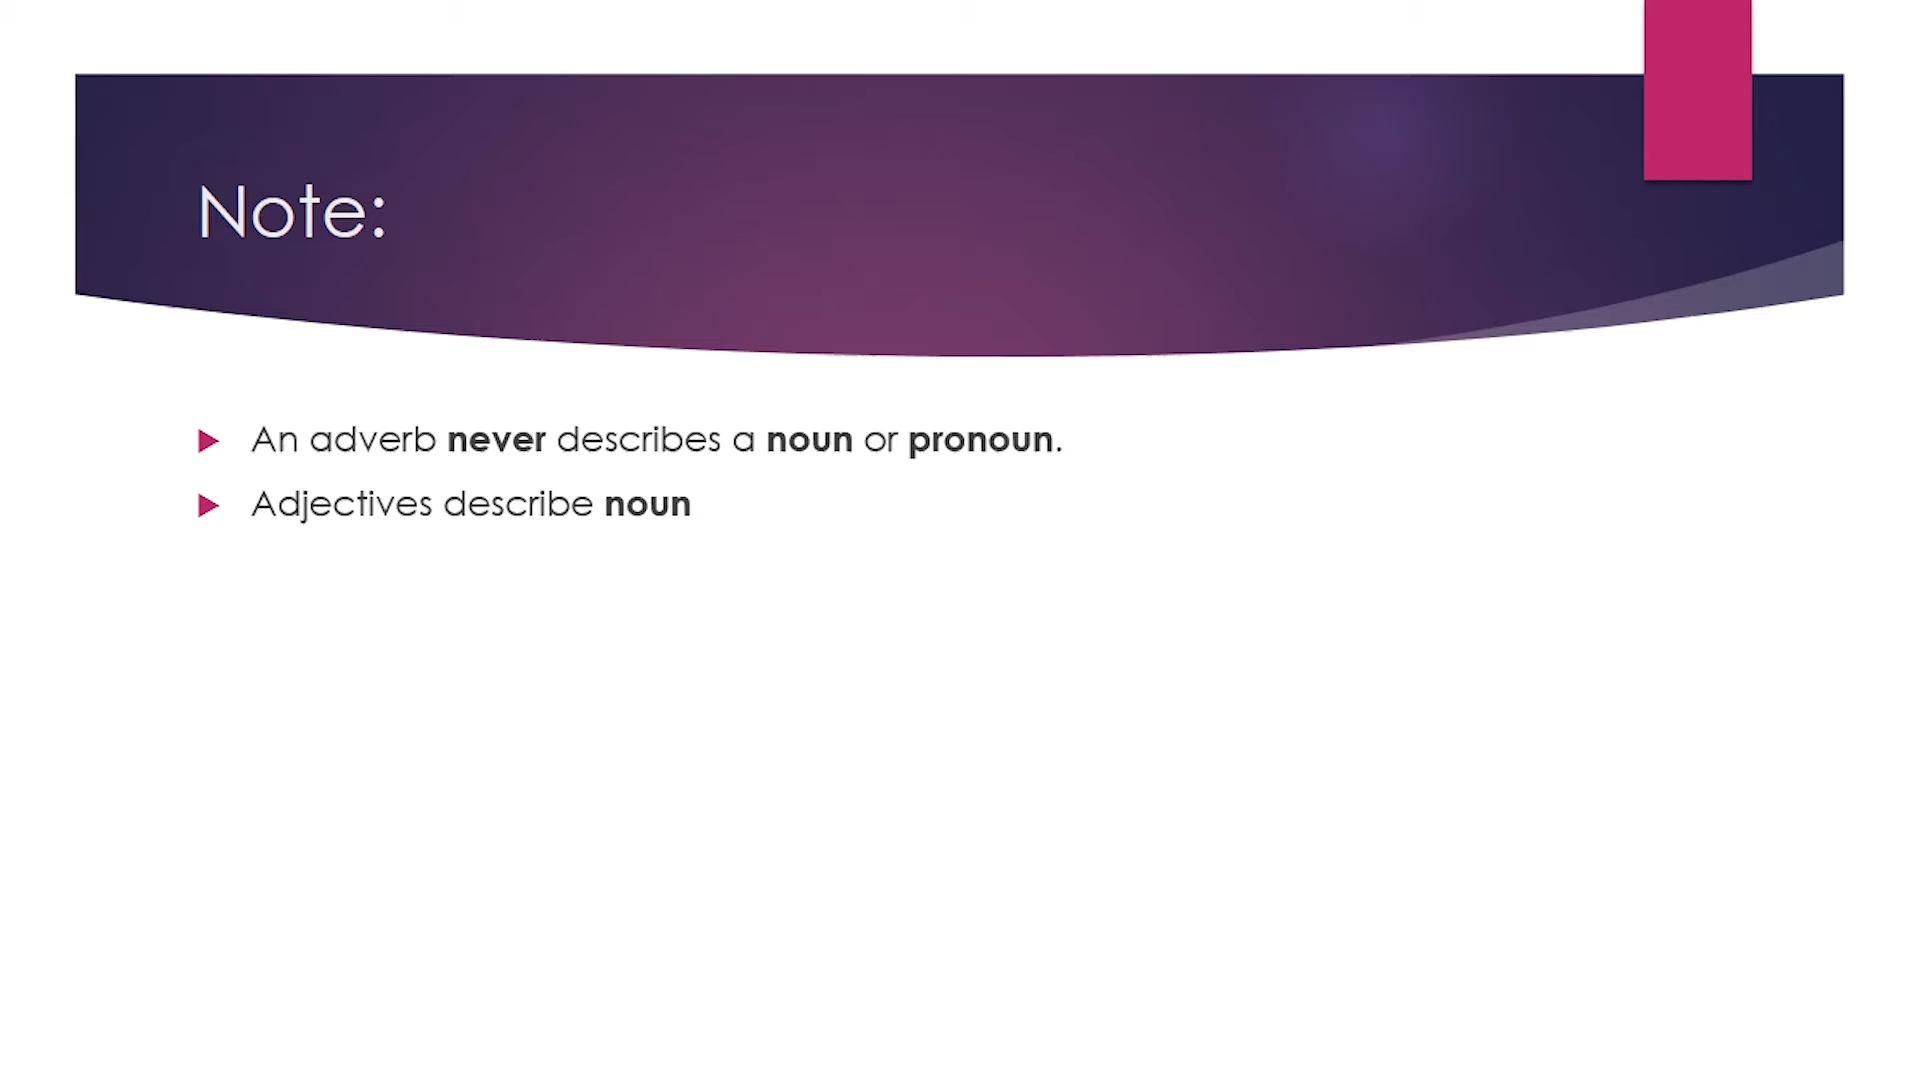 Note:
An adverb never describes a noun or pronoun.
Adjectives describe noun